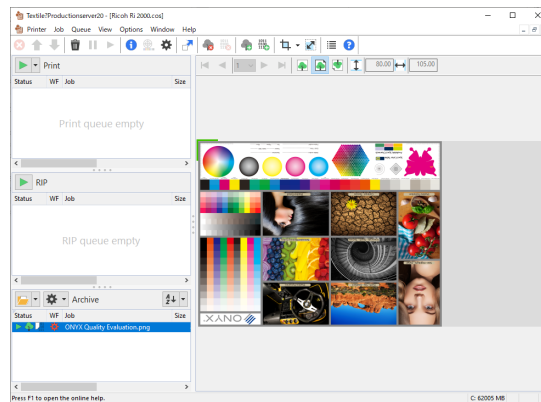 Textile?Productionserver20 - [Ricoh Ri 2000.cos]
Printer Job Queue View Options Window Help
1 80.00 105.00
Print
Status WF Job Size
Print queue empty
RIP
Status WF Job Size
RIP queue empty
Archive
Status WF Job Size
ONYX Quality Evaluation.png
ONYX
Press F1 to open the online help. C: 62005 MB